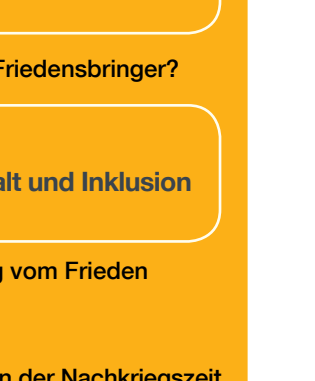 Friedensbringer?
alt und Inklusion
g vom Frieden
n der Nachkriegszeit